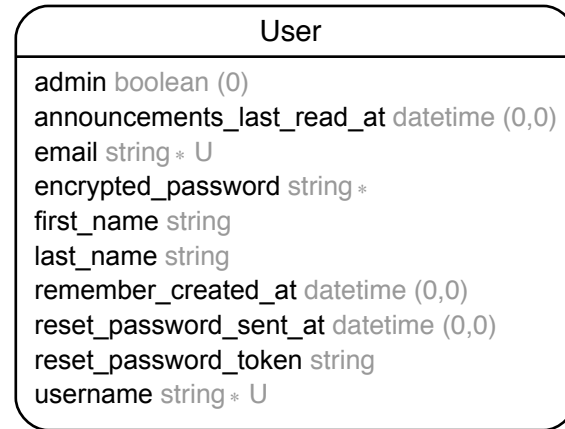 User
admin boolean (0)
announcements_last_read_at datetime (0,0)
email string * U
encrypted_password string *
first_name string
last_name string
remember_created_at datetime (0,0)
reset_password_sent_at datetime (0,0)
reset_password_token string
username string * U